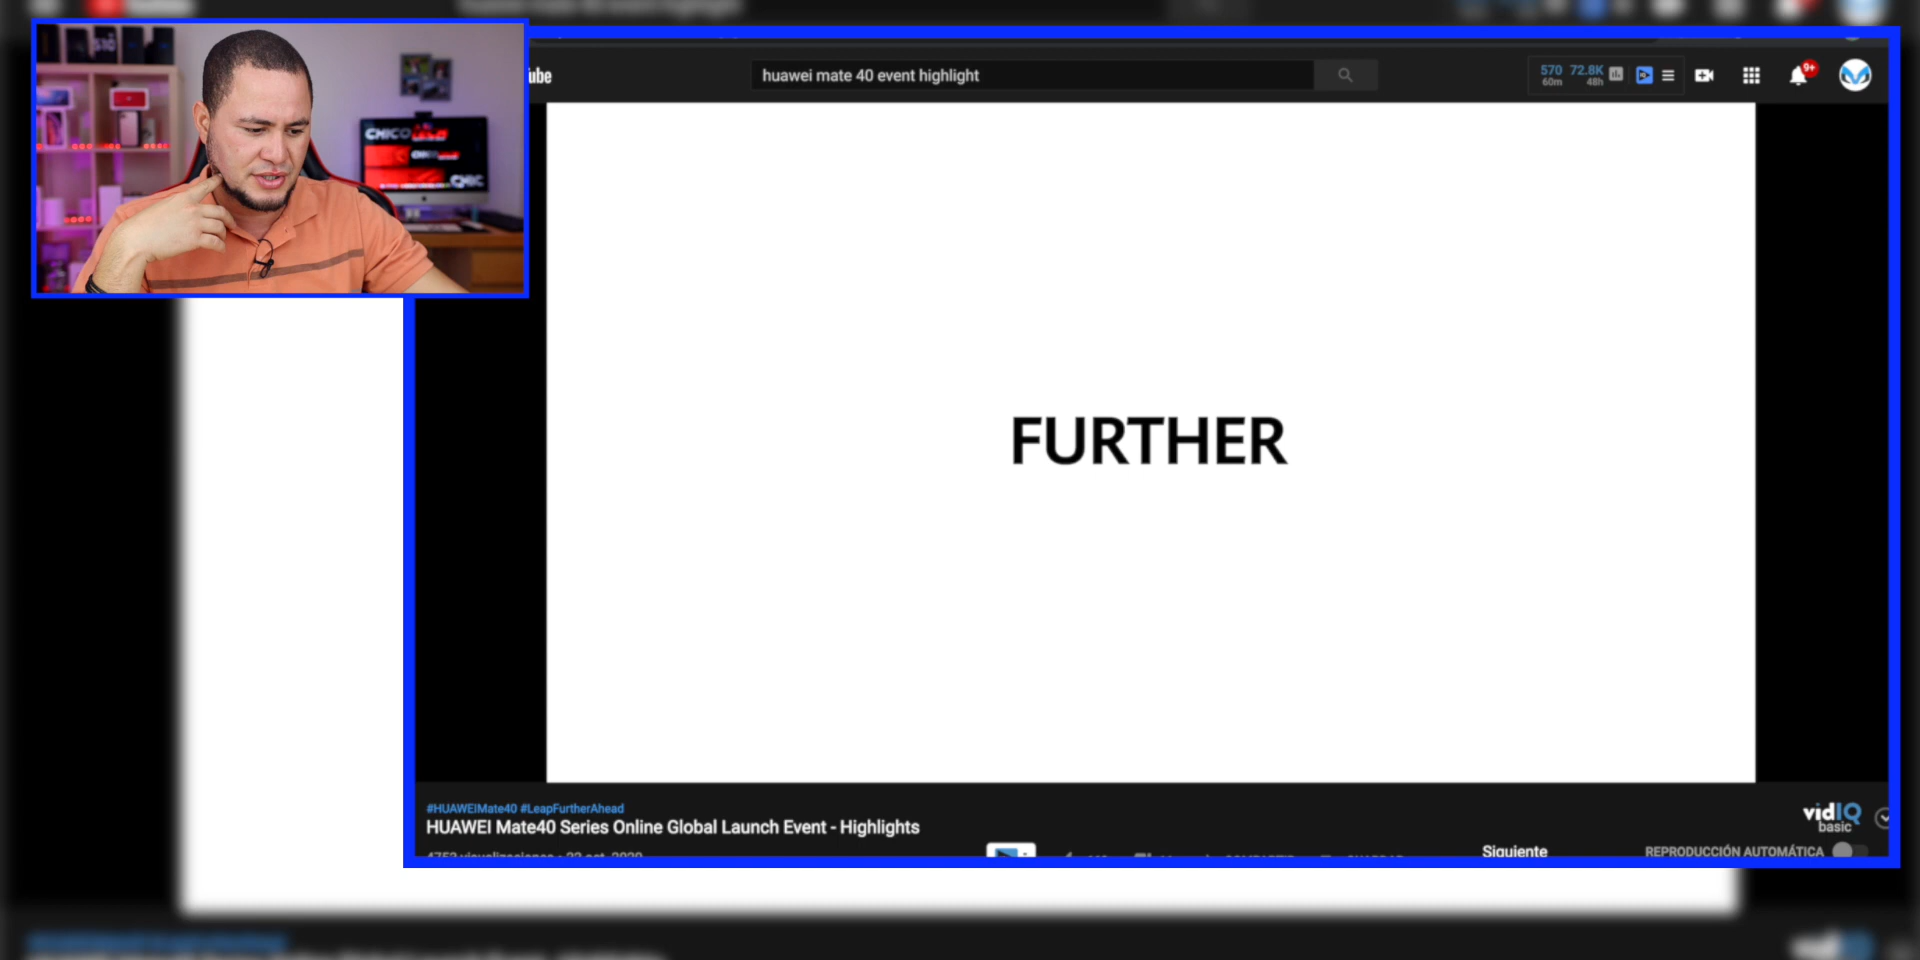 ube
huawei mate 40 event highlight
570 72.8K
60m 48h
9+
CHICO
FURTHER
#HUAWEIMate40 #LeapFurtherAhead
HUAWEI Mate40 Series Online Global Launch Event - Highlights
vidIQ
basic
Siguiente
REPRODUCCIÓN AUTOMÁTICA